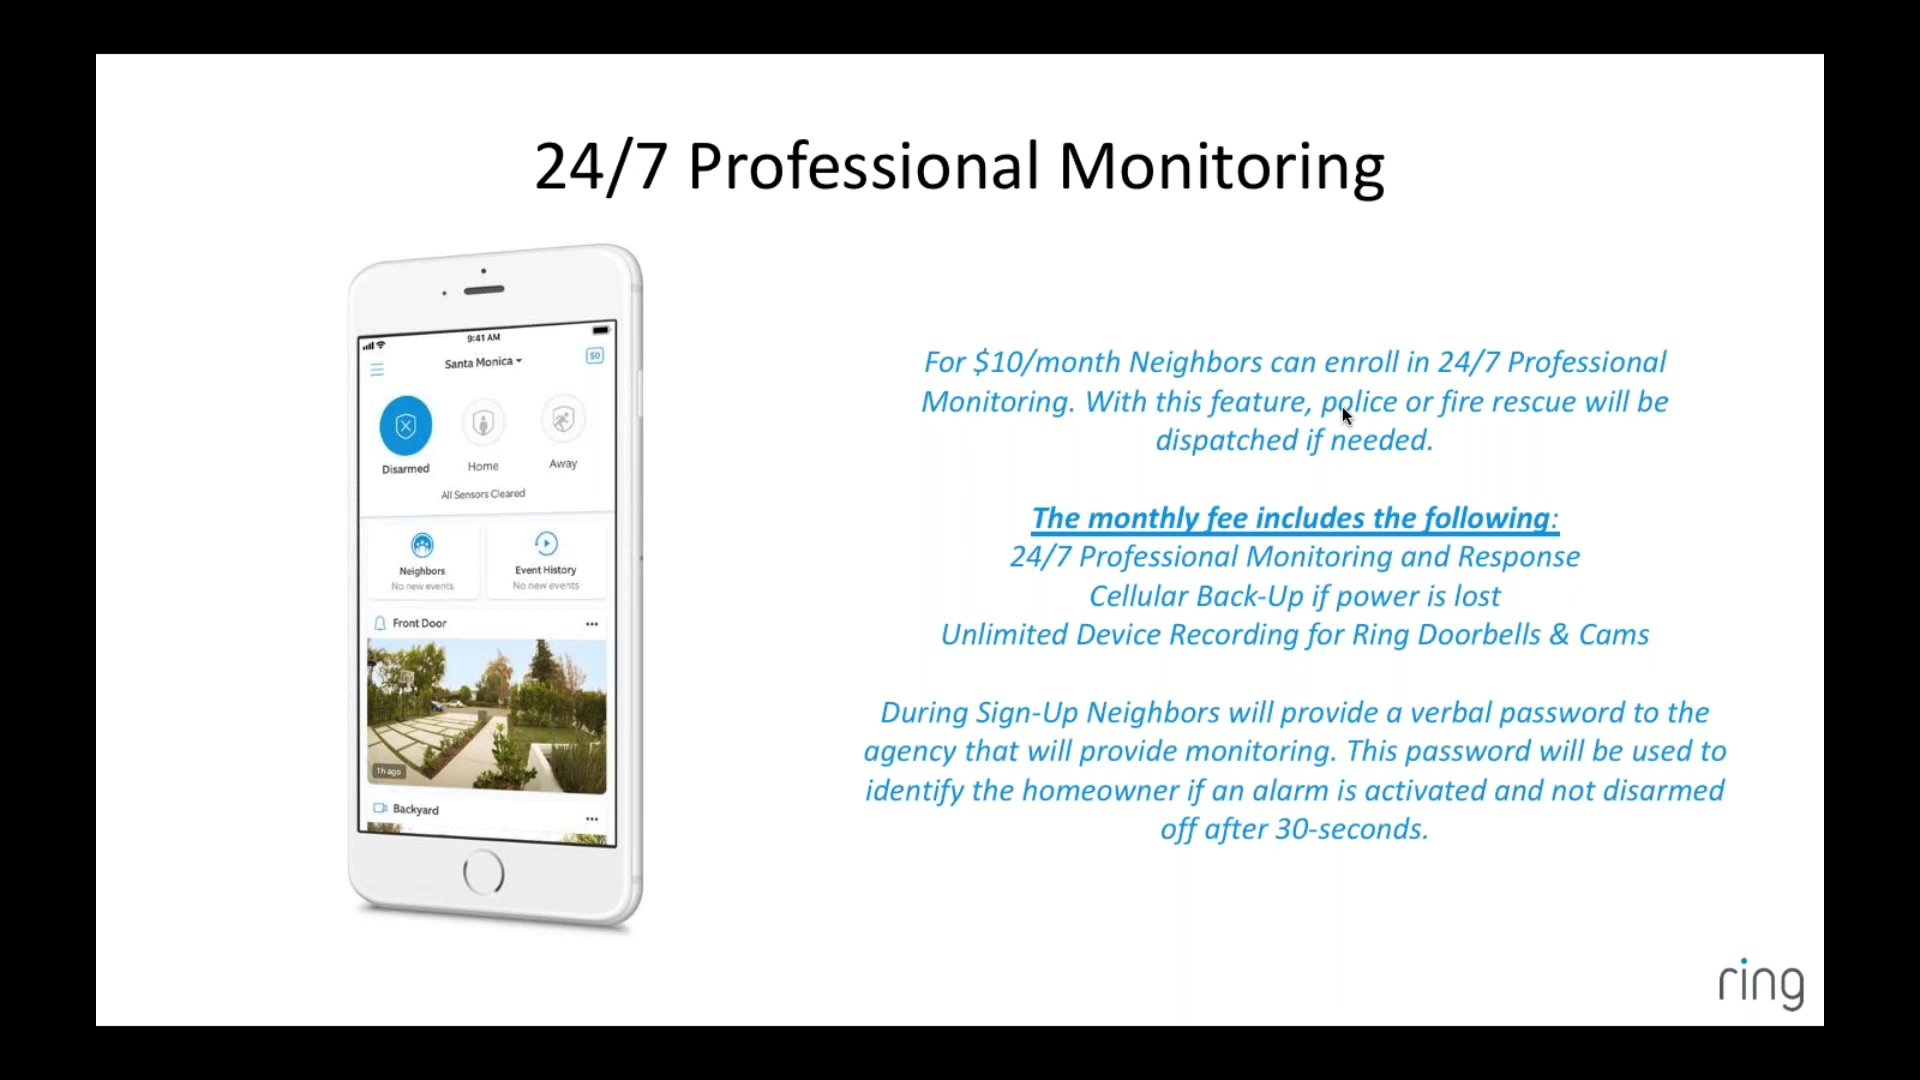 24/7 Professional Monitoring
9:41 AM
Santa Monica
Disarmed
Home
Away
All Sensors Cleared
Neighbors
No new events
Event History
No new events
Front Door
1h ago
Backyard
For $10/month Neighbors can enroll in 24/7 Professional
Monitoring. With this feature, police or fire rescue will be
dispatched if needed.
The monthly fee includes the following:
24/7 Professional Monitoring and Response
Cellular Back-Up if power is lost
Unlimited Device Recording for Ring Doorbells & Cams
During Sign-Up Neighbors will provide a verbal password to the
agency that will provide monitoring. This password will be used to
identify the homeowner if an alarm is activated and not disarmed
off after 30-seconds.
ring